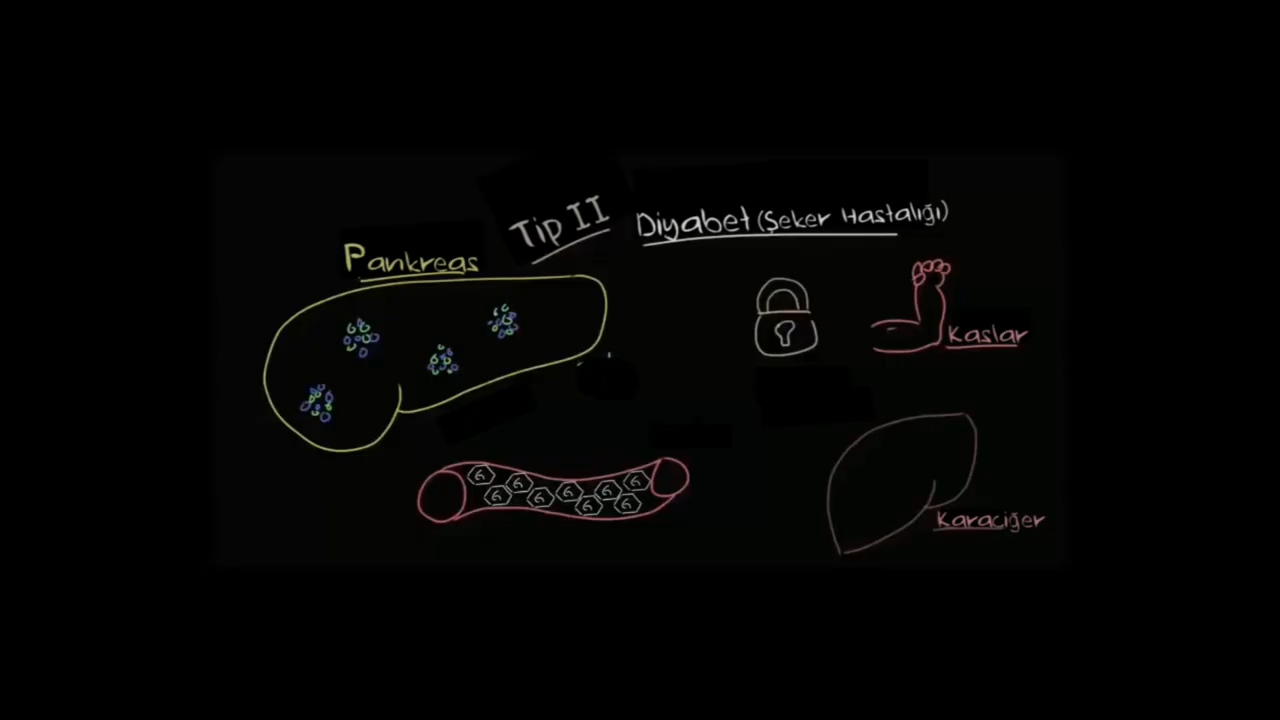 Tip II Diyabet (Şeker Hastalığı)
Pankreas
Kaslar
G G G G G G G G G G
Karaciğer